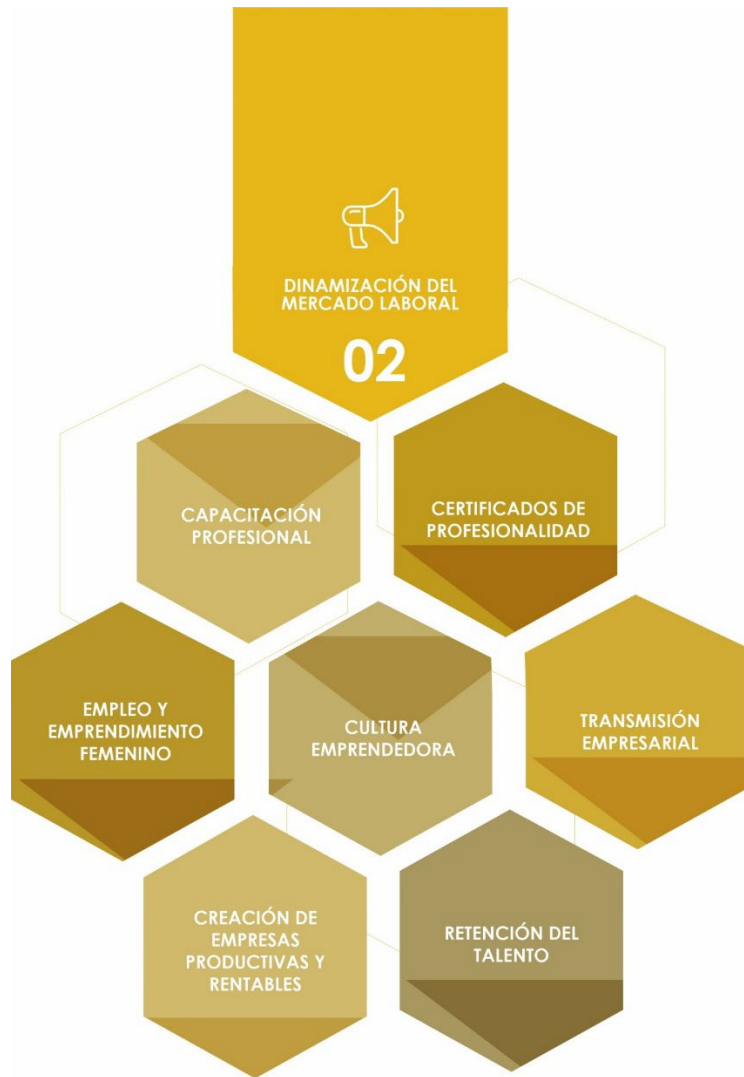 DINAMIZACIÓN DEL
MERCADO LABORAL
02
CAPACITACIÓN
PROFESIONAL
CERTIFICADOS DE
PROFESIONALIDAD
EMPLEO Y
EMPRENDIMIENTO
FEMENINO
CULTURA
EMPRENDEDORA
TRANSMISIÓN
EMPRESARIAL
CREACIÓN DE
EMPRESAS
PRODUCTIVAS Y
RENTABLES
RETENCIÓN DEL
TALENTO